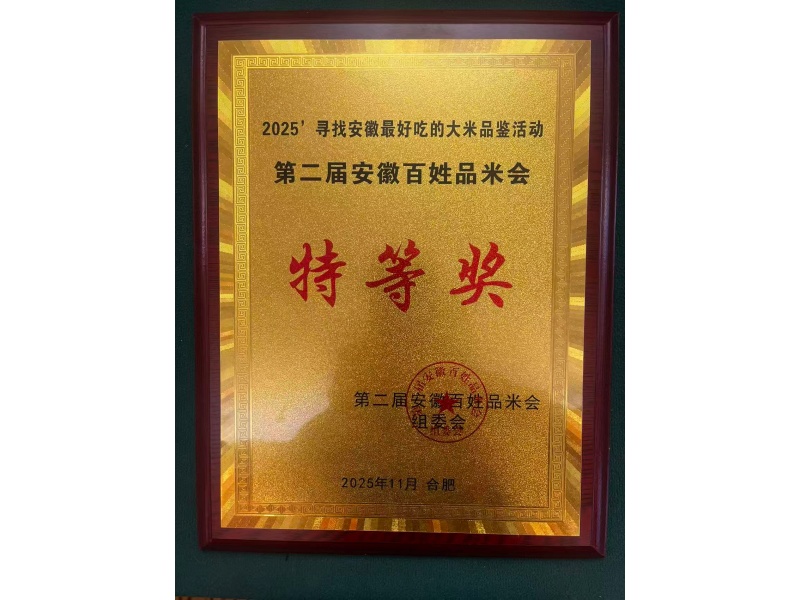 2025’寻找安徽最好吃的大米品鉴活动
第二届安徽百姓品米会
特等奖
第二届安徽百姓品米会
组委会
2025年11月 合肥